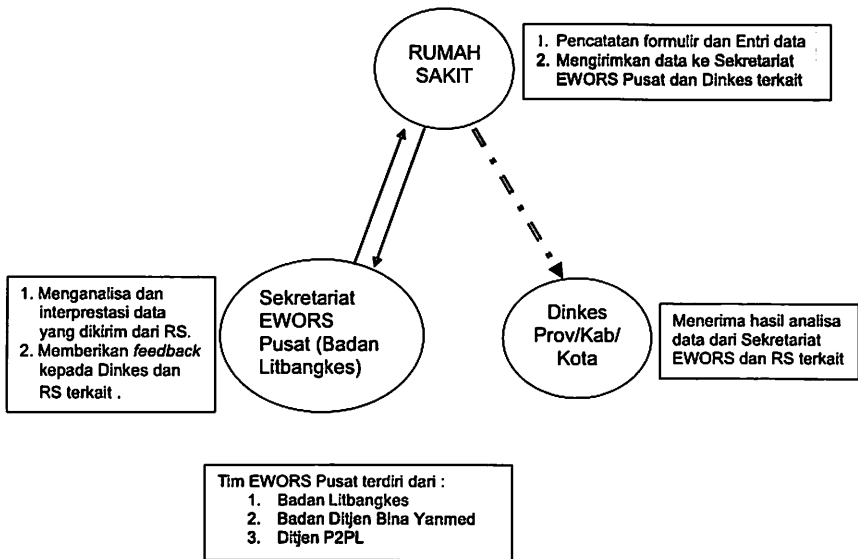 RUMAH
SAKIT
1. Pencatatan formulir dan Entri data
2. Mengirimkan data ke Sekretariat
EWORS Pusat dan Dinkes terkait
1. Menganalisa dan
interprestasi data
yang dikirim dari RS.
2. Memberikan feedback
kepada Dinkes dan
RS terkait .
Sekretariat
EWORS
Pusat (Badan
Litbangkes)
Dinkes
Prov/Kab/
Kota
Menerima hasil analisa
data dari Sekretariat
EWORS dan RS terkait
Tim EWORS Pusat terdiri dari :
1. Badan Litbangkes
2. Badan Ditjen Bina Yanmed
3. Ditjen P2PL